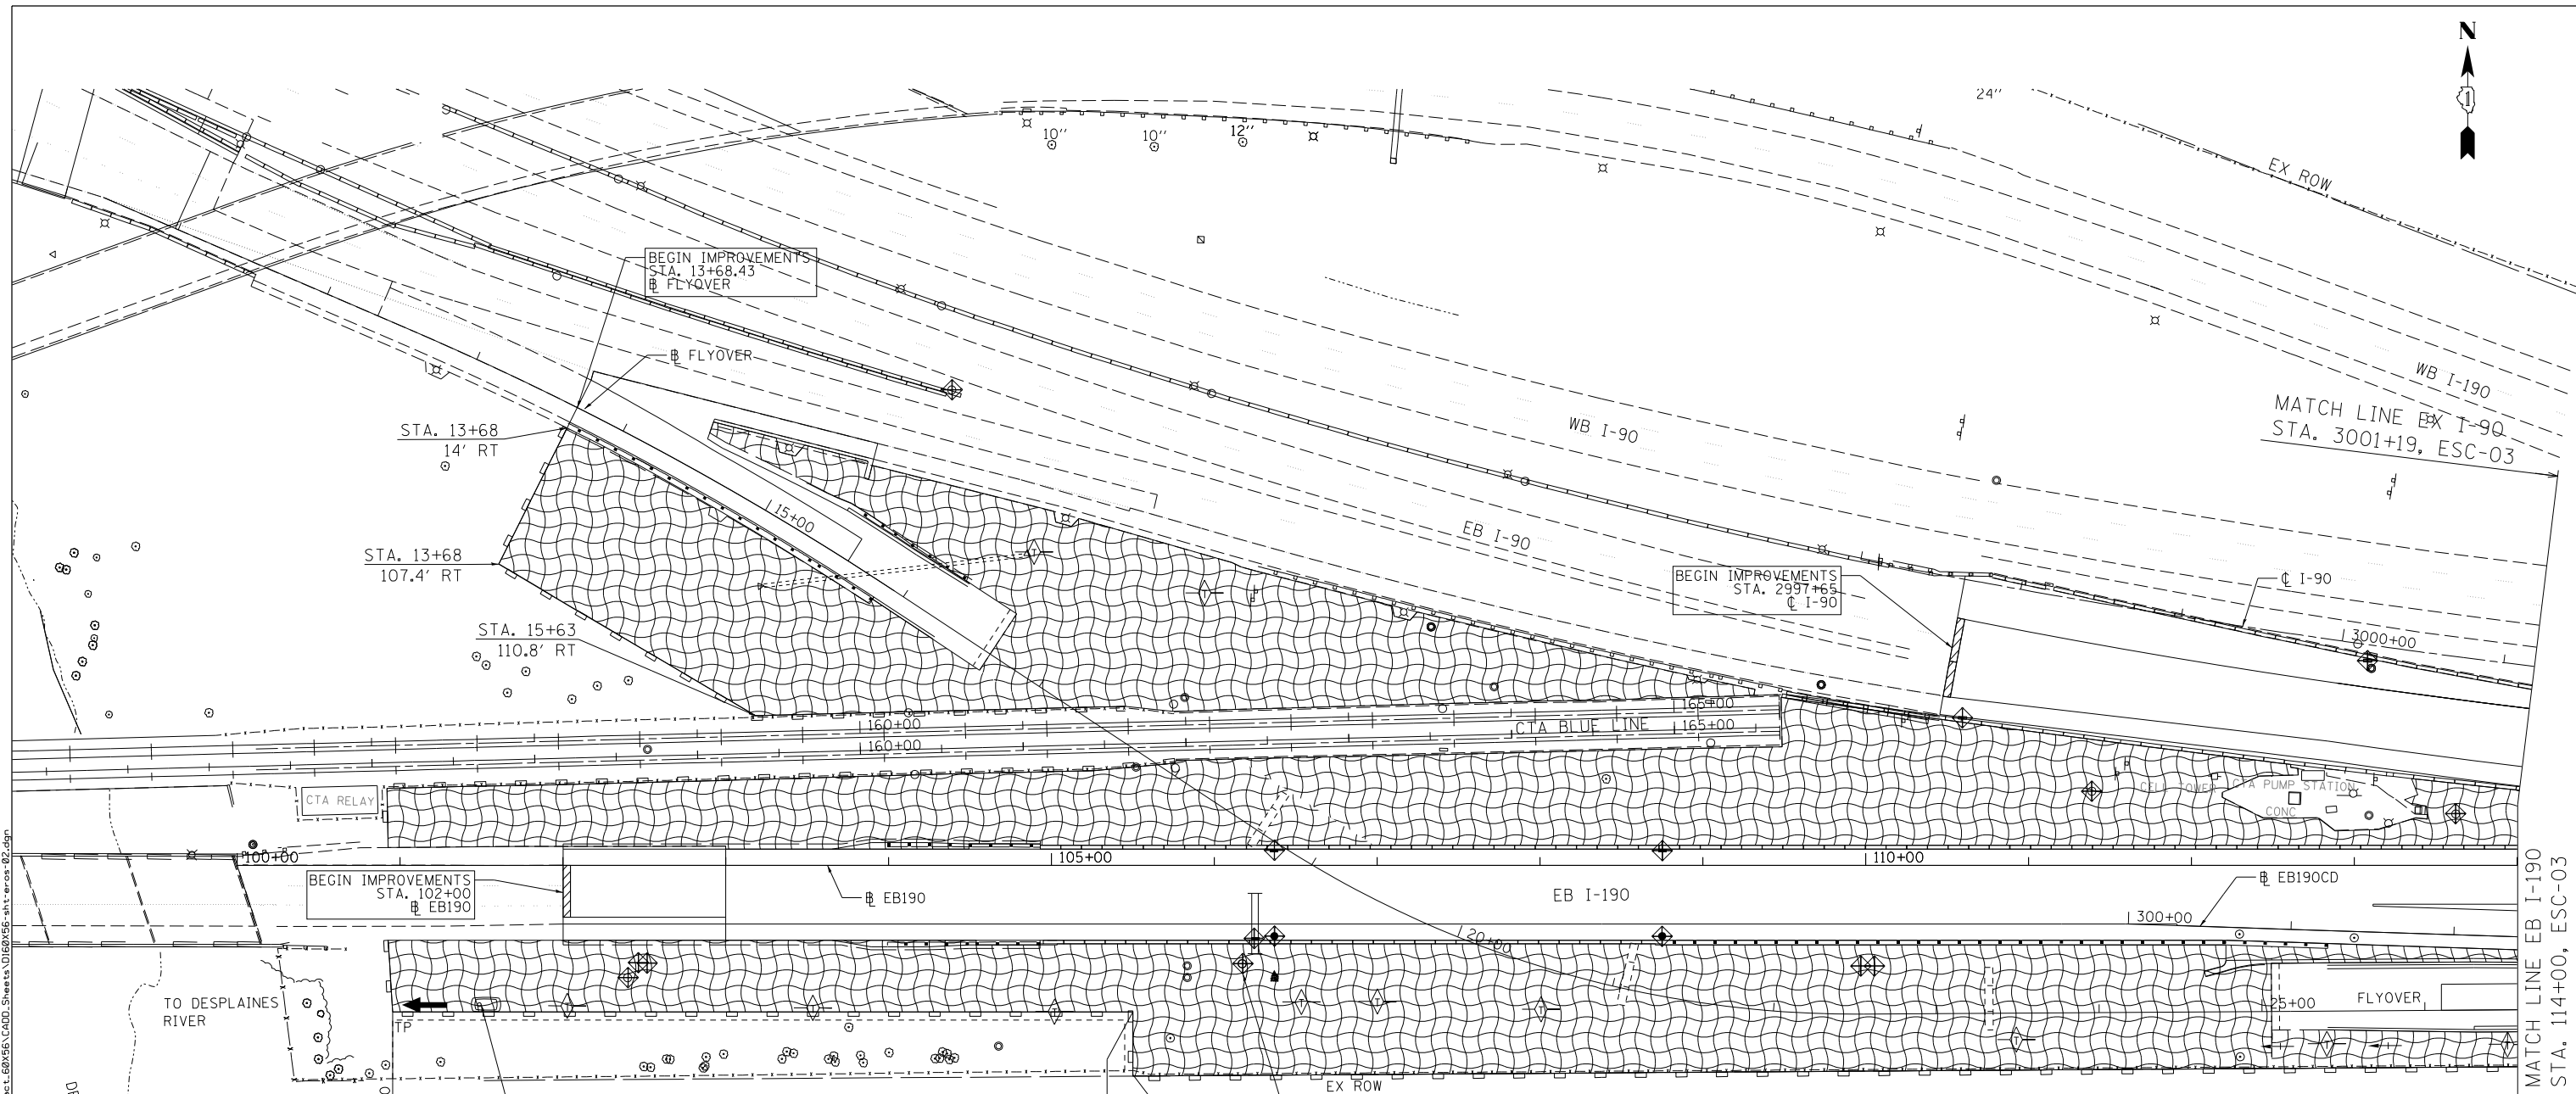 N
1
24''
10''
10''
12''
EX ROW
BEGIN IMPROVEMENTS
STA. 13+68.43
℄ FLYOVER
℄ FLYOVER
WB I-190
MATCH LINE EX I-90
STA. 3001+19, ESC-03
STA. 13+68
14' RT
WB I-90
15+00
EB I-90
STA. 13+68
107.4' RT
BEGIN IMPROVEMENTS
STA. 2997+65
℄ I-90
℄ I-90
3000+00
STA. 15+63
110.8' RT
160+00
165+00
CTA BLUE LINE
165+00
160+00
CTA RELAY
CELL TOWER
CTA PUMP STATION
CONC
100+00
105+00
110+00
BEGIN IMPROVEMENTS
STA. 102+00
℄ EB190
℄ EB190
EB I-190
℄ EB190CD
300+00
20+00
TO DESPLAINES
RIVER
TP
25+00
FLYOVER
EX ROW
MATCH LINE EB I-190
STA. 114+00, ESC-03
T
T
T
T
T
T
T
T
T
T
T